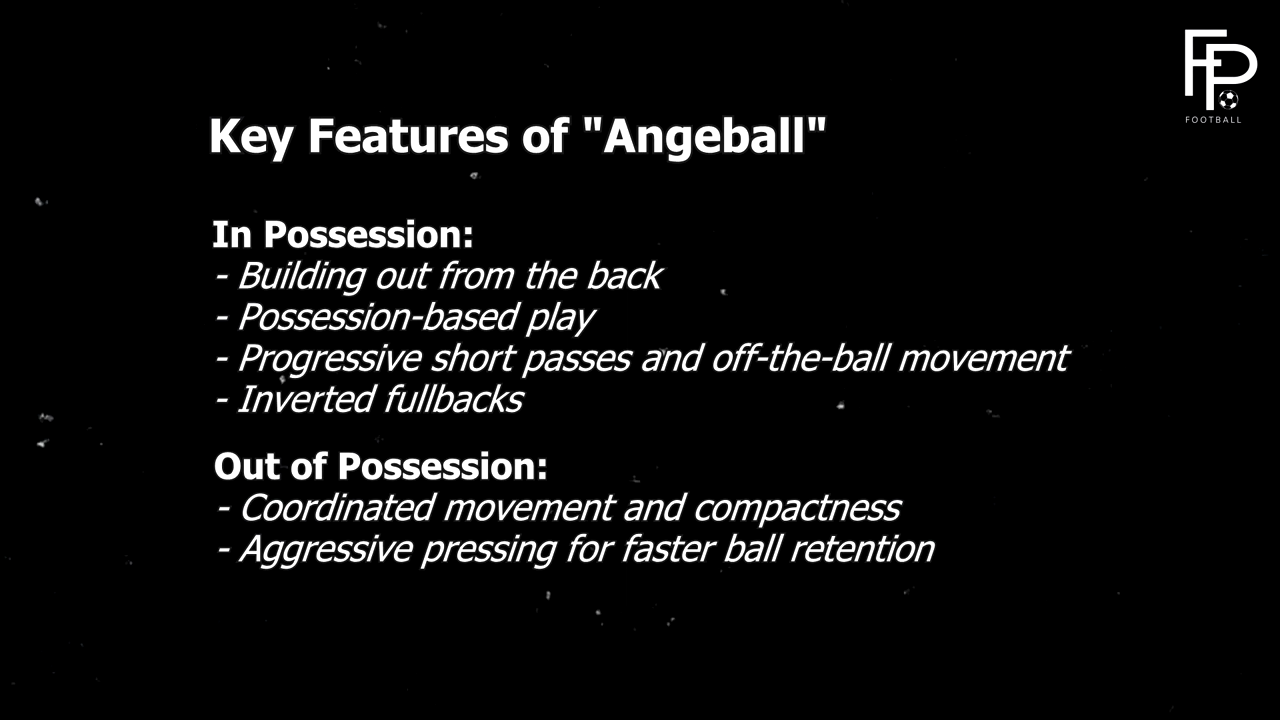 FP
FOOTBALL
Key Features of "Angeball"
In Possession:
- Building out from the back
- Possession-based play
- Progressive short passes and off-the-ball movement
- Inverted fullbacks
Out of Possession:
- Coordinated movement and compactness
- Aggressive pressing for faster ball retention